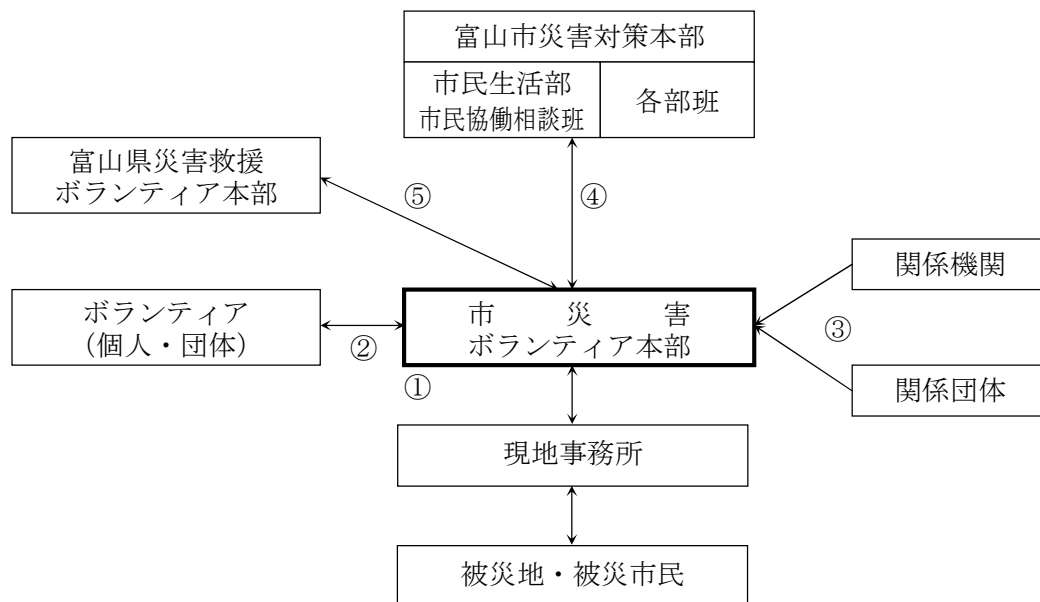 富山市災害対策本部
市民生活部
市民協働相談班
各部班
富山県災害救援
ボランティア本部
⑤
④
関係機関
ボランティア
（個人・団体）
②
市災害
ボランティア本部
③
①
関係団体
現地事務所
被災地・被災市民